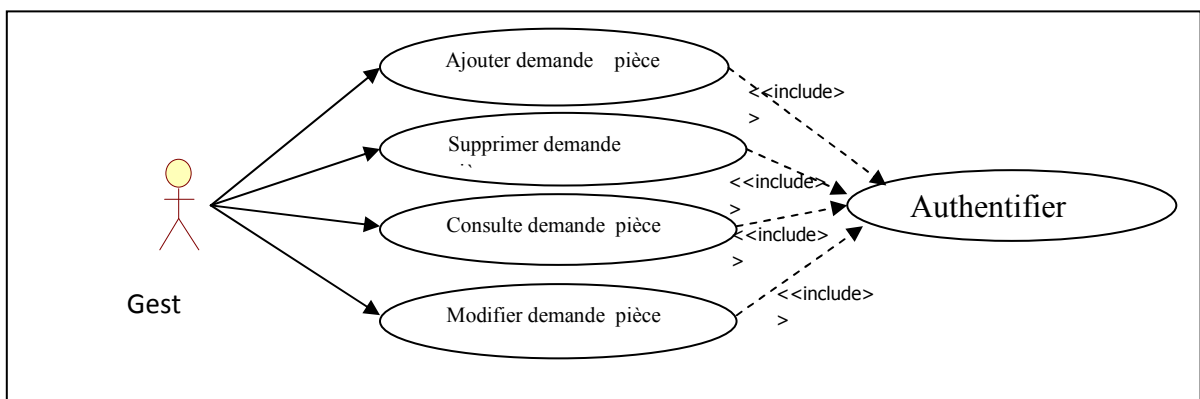 Ajouter demande pièce
<<include>
>
Supprimer demande
<<include>
>
Authentifier
Consulte demande pièce
<<include>
>
Gest
Modifier demande pièce
<<include>
>